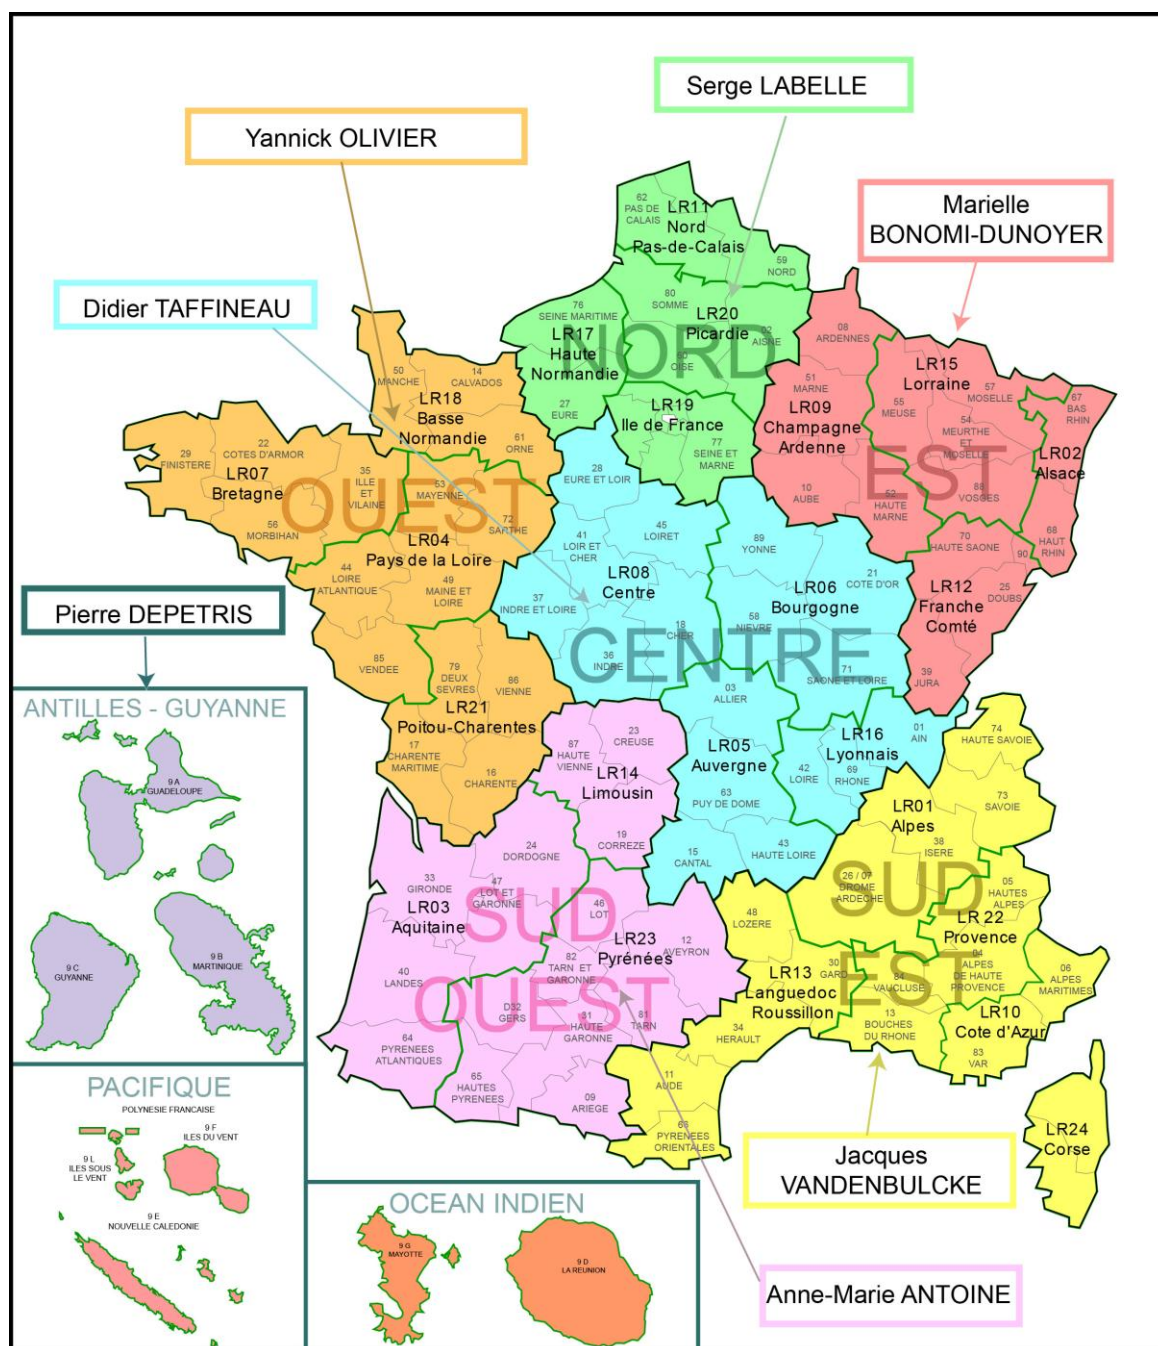 Serge LABELLE
Yannick OLIVIER
Marielle
BONOMI-DUNOYER
Didier TAFFINEAU
Pierre DEPETRIS
NORD
62
PAS DE
CALAIS
LR11
Nord
Pas-de-Calais
59
NORD
80
SOMME
LR20
Picardie
02
AISNE
60
OISE
76
SEINE MARITIME
LR17
Haute
Normandie
27
EURE
LR19
Ile de France
77
SEINE ET
MARNE
EST
08
ARDENNES
51
MARNE
LR09
Champagne
Ardenne
10
AUBE
52
HAUTE
MARNE
LR15
Lorraine
55
MEUSE
57
MOSELLE
54
MEURTHE
ET
MOSELLE
88
VOSGES
67
BAS
RHIN
LR02
Alsace
68
HAUT
RHIN
70
HAUTE SAONE
90
LR12
Franche
Comté
25
DOUBS
39
JURA
OUEST
50
MANCHE
14
CALVADOS
LR18
Basse
Normandie
61
ORNE
29
FINISTERE
22
COTES D'ARMOR
LR07
Bretagne
35
ILLE
ET
VILAINE
56
MORBIHAN
53
MAYENNE
72
SARTHE
LR04
Pays de la Loire
44
LOIRE
ATLANTIQUE
49
MAINE ET
LOIRE
85
VENDEE
79
DEUX
SEVRES
86
VIENNE
LR21
Poitou-Charentes
17
CHARENTE
MARITIME
16
CHARENTE
CENTRE
28
EURE ET LOIR
45
LOIRET
41
LOIR ET
CHER
LR08
Centre
37
INDRE ET LOIRE
18
CHER
36
INDRE
89
YONNE
21
COTE D'OR
LR06
Bourgogne
58
NIEVRE
71
SAONE ET LOIRE
03
ALLIER
LR05
Auvergne
63
PUY DE DOME
15
CANTAL
43
HAUTE LOIRE
LR16
Lyonnais
01
AIN
42
LOIRE
69
RHONE
SUD
OUEST
23
CREUSE
87
HAUTE
VIENNE
LR14
Limousin
19
CORREZE
24
DORDOGNE
33
GIRONDE
47
LOT ET
GARONNE
LR03
Aquitaine
40
LANDES
64
PYRENEES
ATLANTIQUES
46
LOT
LR23
Pyrénées
12
AVEYRON
82
TARN ET
GARONNE
D32
GERS
31
HAUTE
GARONNE
81
TARN
65
HAUTES
PYRENEES
09
ARIEGE
SUD
EST
74
HAUTE SAVOIE
73
SAVOIE
LR01
Alpes
38
ISERE
26 / 07
DROME
ARDECHE
05
HAUTES
ALPES
LR 22
Provence
04
ALPES
DE HAUTE
PROVENCE
06
ALPES
MARITIMES
48
LOZERE
30
GARD
84
VAUCLUSE
LR13
Languedoc
Roussillon
13
BOUCHES
DU RHONE
LR10
Cote d'Azur
83
VAR
34
HERAULT
11
AUDE
66
PYRENEES
ORIENTALES
LR24
Corse
Jacques
VANDENBULCKE
Anne-Marie ANTOINE
ANTILLES - GUYANNE
9 A
GUADELOUPE
9 C
GUYANNE
9 B
MARTINIQUE
PACIFIQUE
POLYNESIE FRANCAISE
9 F
ILES DU VENT
9 L
ILES SOUS
LE VENT
9 E
NOUVELLE CALEDONIE
OCEAN INDIEN
9 G
MAYOTTE
9 D
LA REUNION